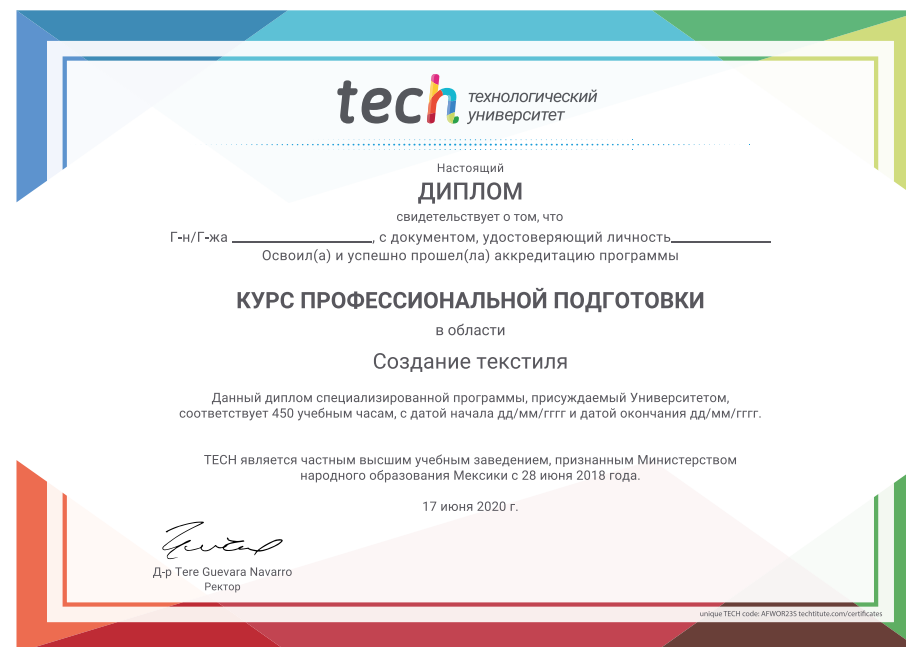 tech технологический
университет
Настоящий
ДИПЛОМ
свидетельствует о том, что
Г-н/Г-жа ____________, с документом, удостоверяющий личность____________
Освоил(а) и успешно прошел(ла) аккредитацию программы
КУРС ПРОФЕССИОНАЛЬНОЙ ПОДГОТОВКИ
в области
Создание текстиля
Данный диплом специализированной программы, присуждаемый Университетом,
соответствует 450 учебным часам, с датой начала дд/мм/гггг и датой окончания дд/мм/гггг.
TECH является частным высшим учебным заведением, признанным Министерством
народного образования Мексики с 28 июня 2018 года.
17 июня 2020 г.
Д-р Tere Guevara Navarro
Ректор
unique TECH code: AFWOR23S techtitute.com/certificates